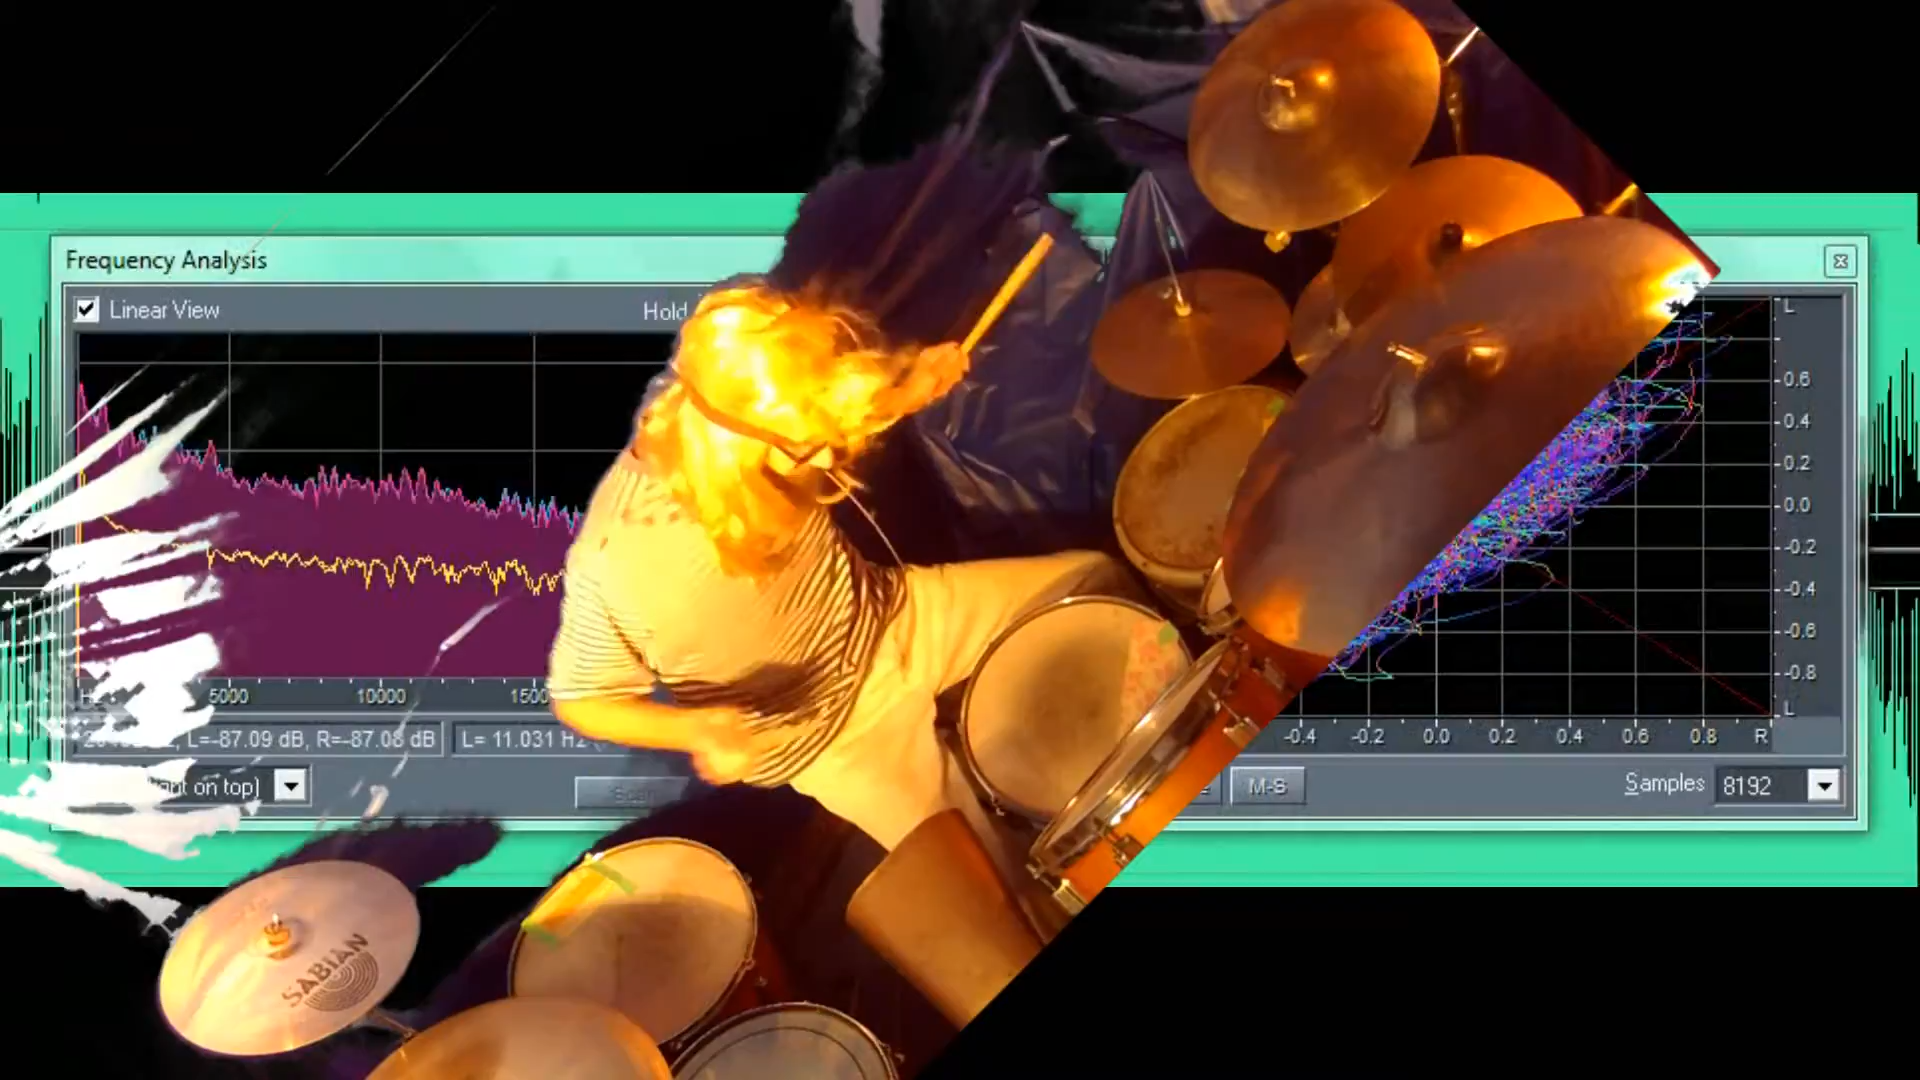 Frequency Analysis
Linear View
Hold
L
0.6
0.4
0.2
0.0
-0.2
-0.4
-0.6
-0.8
L
5000
10000
-0.4 -0.2 0.0 0.2 0.4 0.6 0.8 R
L=-87.09 dB, R=-87.08 dB
L= 11.031 Hz
on top)
Scan
M-S
Samples
8192
SABIAN